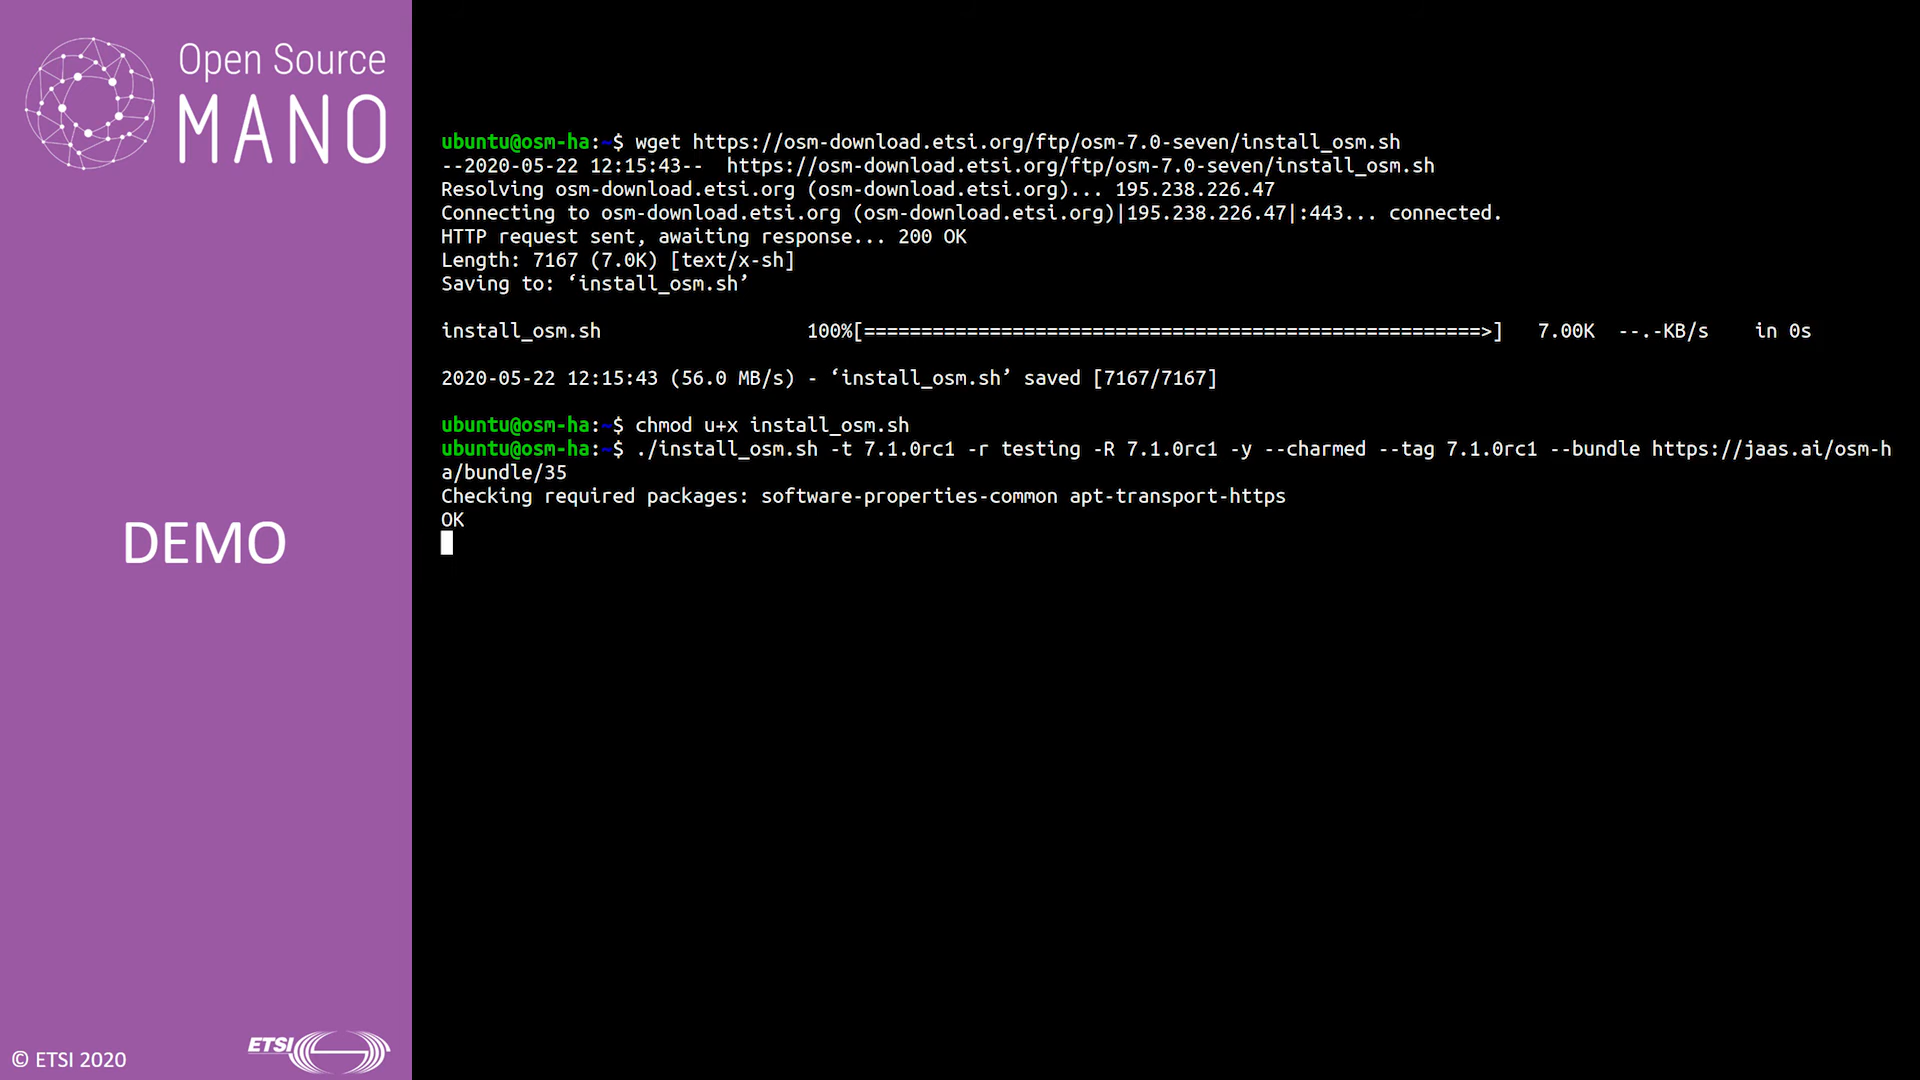 Open Source
MANO
DEMO
© ETSI 2020
ETSI
ubuntu@osm-ha:~$ wget https://osm-download.etsi.org/ftp/osm-7.0-seven/install_osm.sh
--2020-05-22 12:15:43--  https://osm-download.etsi.org/ftp/osm-7.0-seven/install_osm.sh
Resolving osm-download.etsi.org (osm-download.etsi.org)... 195.238.226.47
Connecting to osm-download.etsi.org (osm-download.etsi.org)|195.238.226.47|:443... connected.
HTTP request sent, awaiting response... 200 OK
Length: 7167 (7.0K) [text/x-sh]
Saving to: ‘install_osm.sh’
install_osm.sh                  100%[======================================================>]   7.00K  --.-KB/s    in 0s
2020-05-22 12:15:43 (56.0 MB/s) - ‘install_osm.sh’ saved [7167/7167]
ubuntu@osm-ha:~$ chmod u+x install_osm.sh
ubuntu@osm-ha:~$ ./install_osm.sh -t 7.1.0rc1 -r testing -R 7.1.0rc1 -y --charmed --tag 7.1.0rc1 --bundle https://jaas.ai/osm-h
a/bundle/35
Checking required packages: software-properties-common apt-transport-https
OK